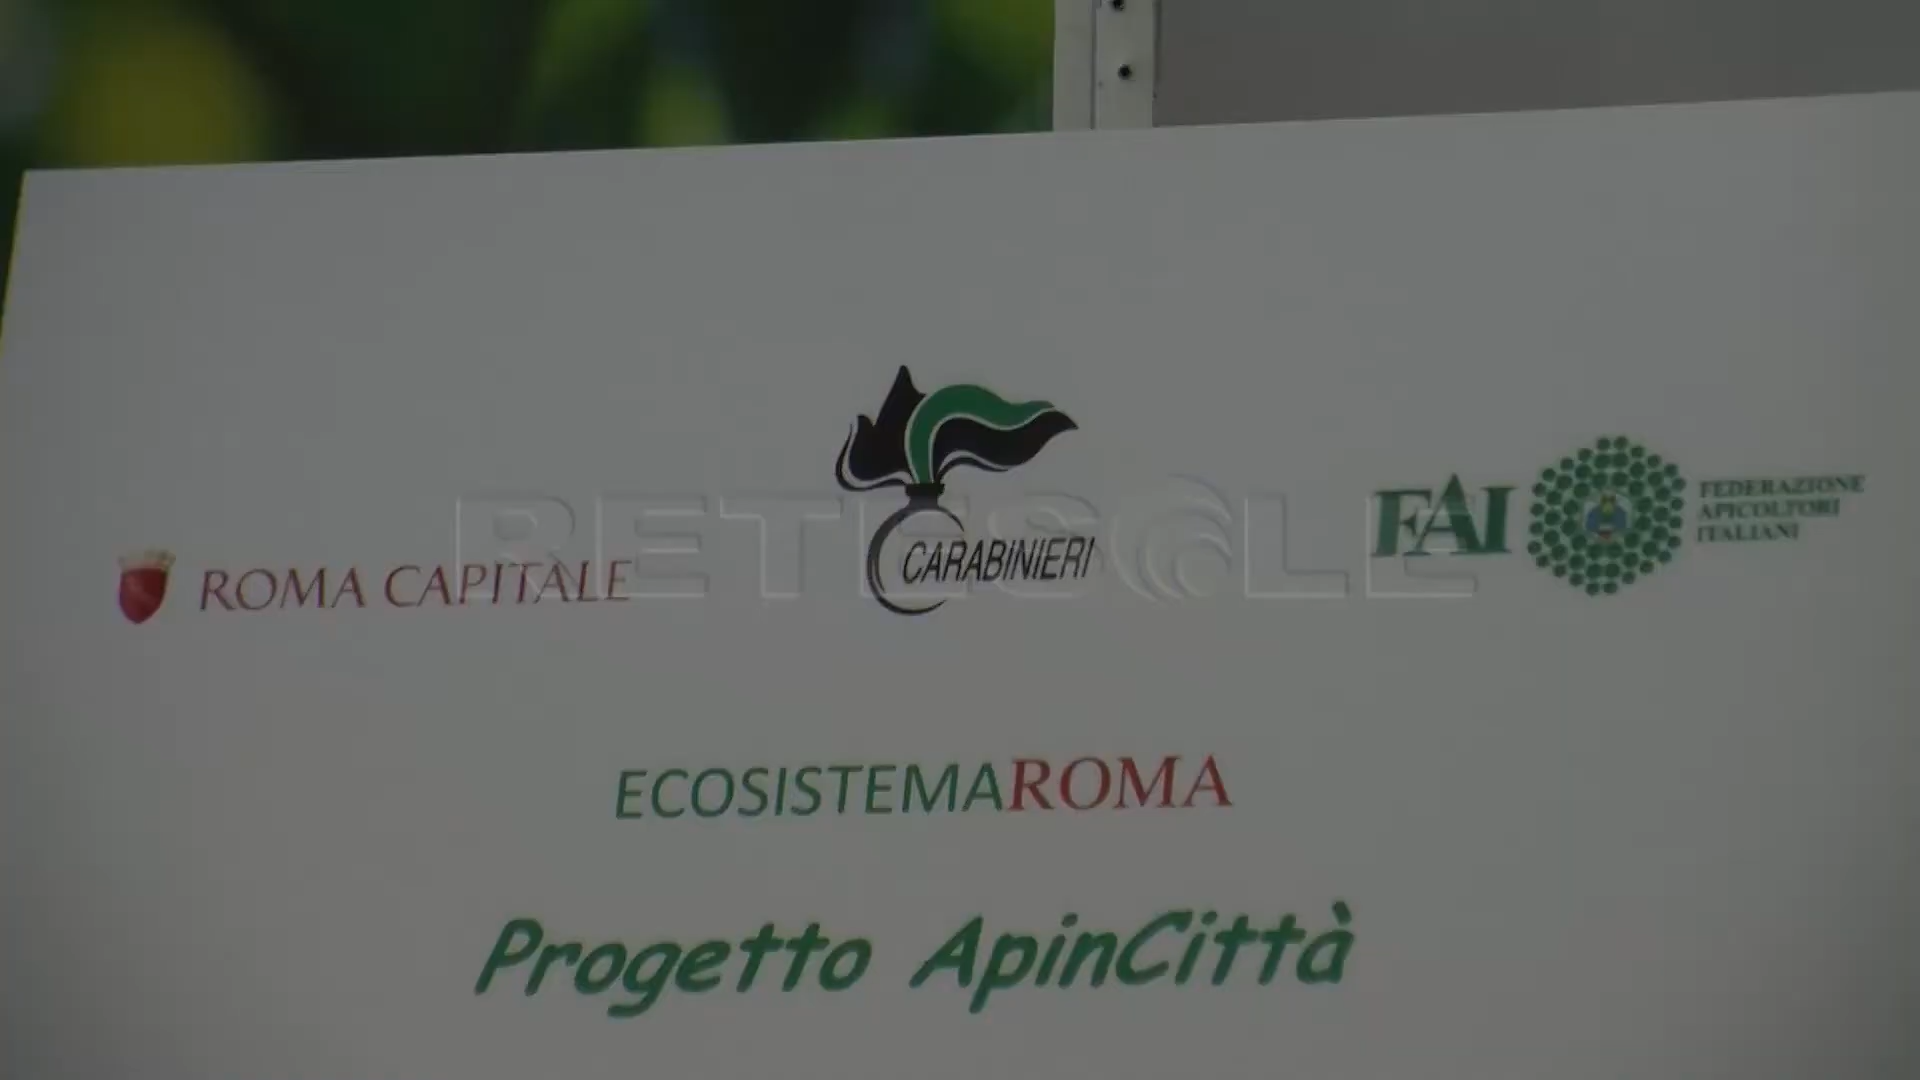 ROMA CAPITALE
CARABINIERI
FAI
FEDERAZIONE
APICOLTORI
ITALIANI
RETESOLE
ECOSISTEMAROMA
Progetto ApinCittà